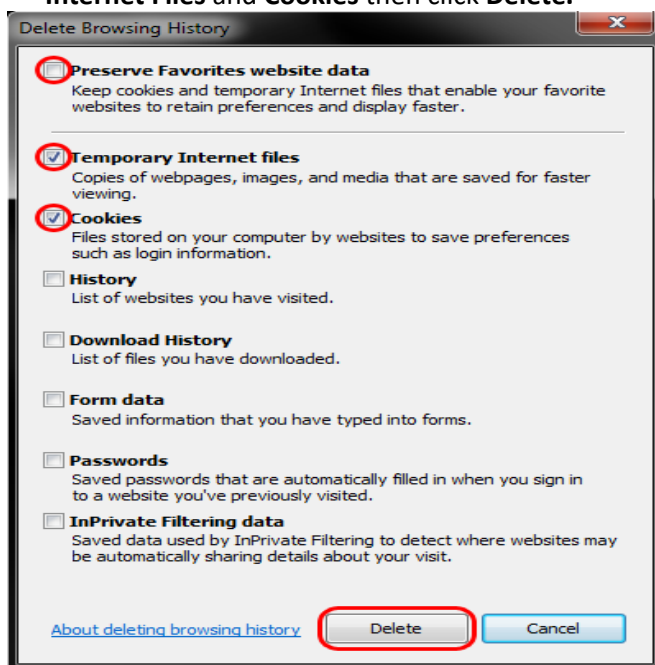 Internet Files and Cookies then click Delete.
Delete Browsing History
Preserve Favorites website data
Keep cookies and temporary Internet files that enable your favorite
websites to retain preferences and display faster.
Temporary Internet files
Copies of webpages, images, and media that are saved for faster
viewing.
Cookies
Files stored on your computer by websites to save preferences
such as login information.
History
List of websites you have visited.
Download History
List of files you have downloaded.
Form data
Saved information that you have typed into forms.
Passwords
Saved passwords that are automatically filled in when you sign in
to a website you've previously visited.
InPrivate Filtering data
Saved data used by InPrivate Filtering to detect where websites may
be automatically sharing details about your visit.
About deleting browsing history Delete Cancel